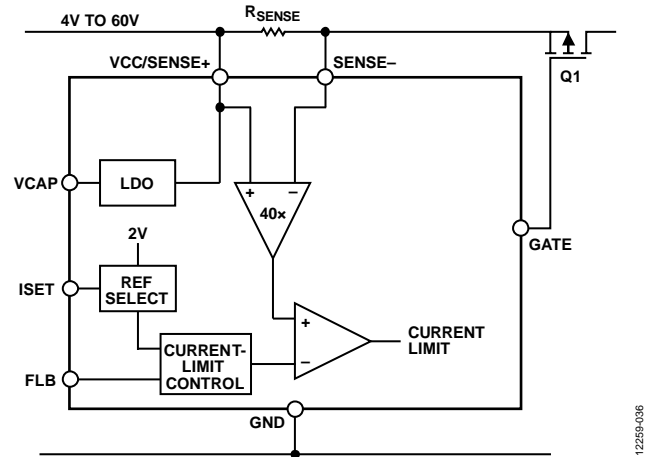 4V TO 60V
RSENSE
VCC/SENSE+
SENSE–
Q1
VCAP
LDO
+
–
40×
2V
GATE
ISET
REF
SELECT
+
–
CURRENT
LIMIT
CURRENT-
LIMIT
CONTROL
FLB
GND
12259-036